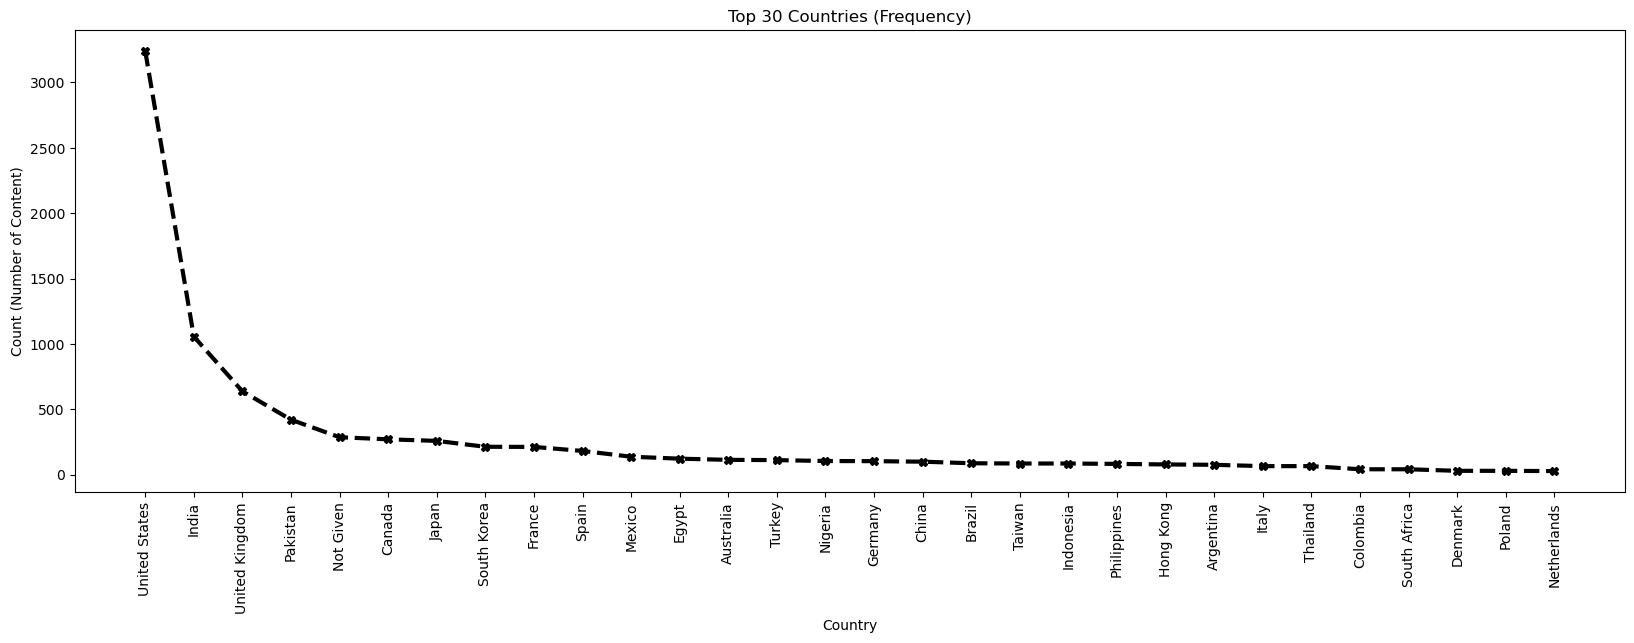 Top 30 Countries (Frequency)
Count (Number of Content)
3000
2500
2000
1500
1000
500
0
United States
India
United Kingdom
Pakistan
Not Given
Canada
Japan
South Korea
France
Spain
Mexico
Egypt
Australia
Turkey
Nigeria
Germany
China
Brazil
Taiwan
Indonesia
Philippines
Hong Kong
Argentina
Italy
Thailand
Colombia
South Africa
Denmark
Poland
Netherlands
Country